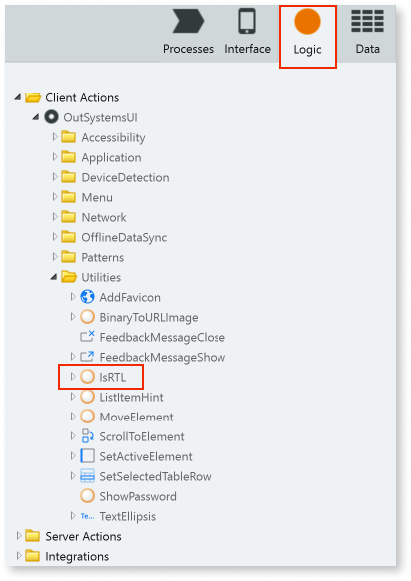 Processes
Interface
Logic
Data
Client Actions
OutSystemsUI
Accessibility
Application
DeviceDetection
Menu
Network
OfflineDataSync
Patterns
Utilities
AddFavicon
BinaryToURLImage
FeedbackMessageClose
FeedbackMessageShow
IsRTL
ListItemHint
MoveElement
ScrollToElement
SetActiveElement
SetSelectedTableRow
ShowPassword
Te... TextEllipsis
Server Actions
Integrations